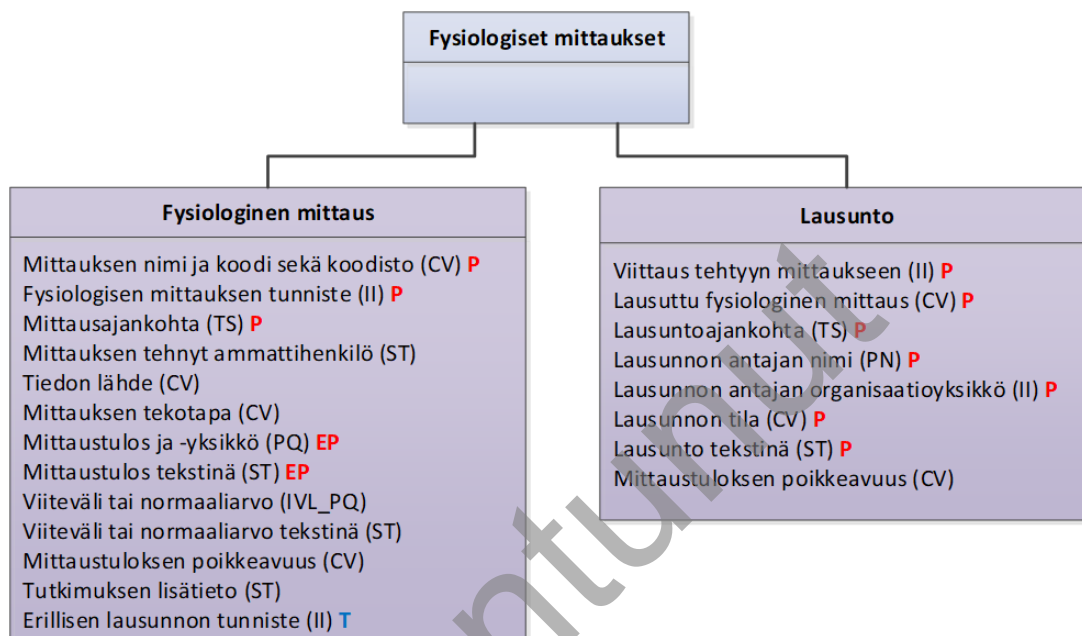 Fysiologiset mittaukset
Fysiologinen mittaus
Mittauksen nimi ja koodi sekä koodisto (CV) P
Fysiologisen mittauksen tunniste (II) P
Mittausajankohta (TS) P
Mittauksen tehnyt ammattihenkilö (ST)
Tiedon lähde (CV)
Mittauksen tekotapa (CV)
Mittaustulos ja -yksikkö (PQ) EP
Mittaustulos tekstinä (ST) EP
Viiteväli tai normaaliarvo (IVL_PQ)
Viiteväli tai normaaliarvo tekstinä (ST)
Mittaustuloksen poikkeavuus (CV)
Tutkimuksen lisätieto (ST)
Erillisen lausunnon tunniste (II) T
Lausunto
Viittaus tehtyyn mittaukseen (II) P
Lausuttu fysiologinen mittaus (CV) P
Lausuntoajankohta (TS) P
Lausunnon antajan nimi (PN) P
Lausunnon antajan organisaatioyksikkö (II) P
Lausunnon tila (CV) P
Lausunto tekstinä (ST) P
Mittaustuloksen poikkeavuus (CV)